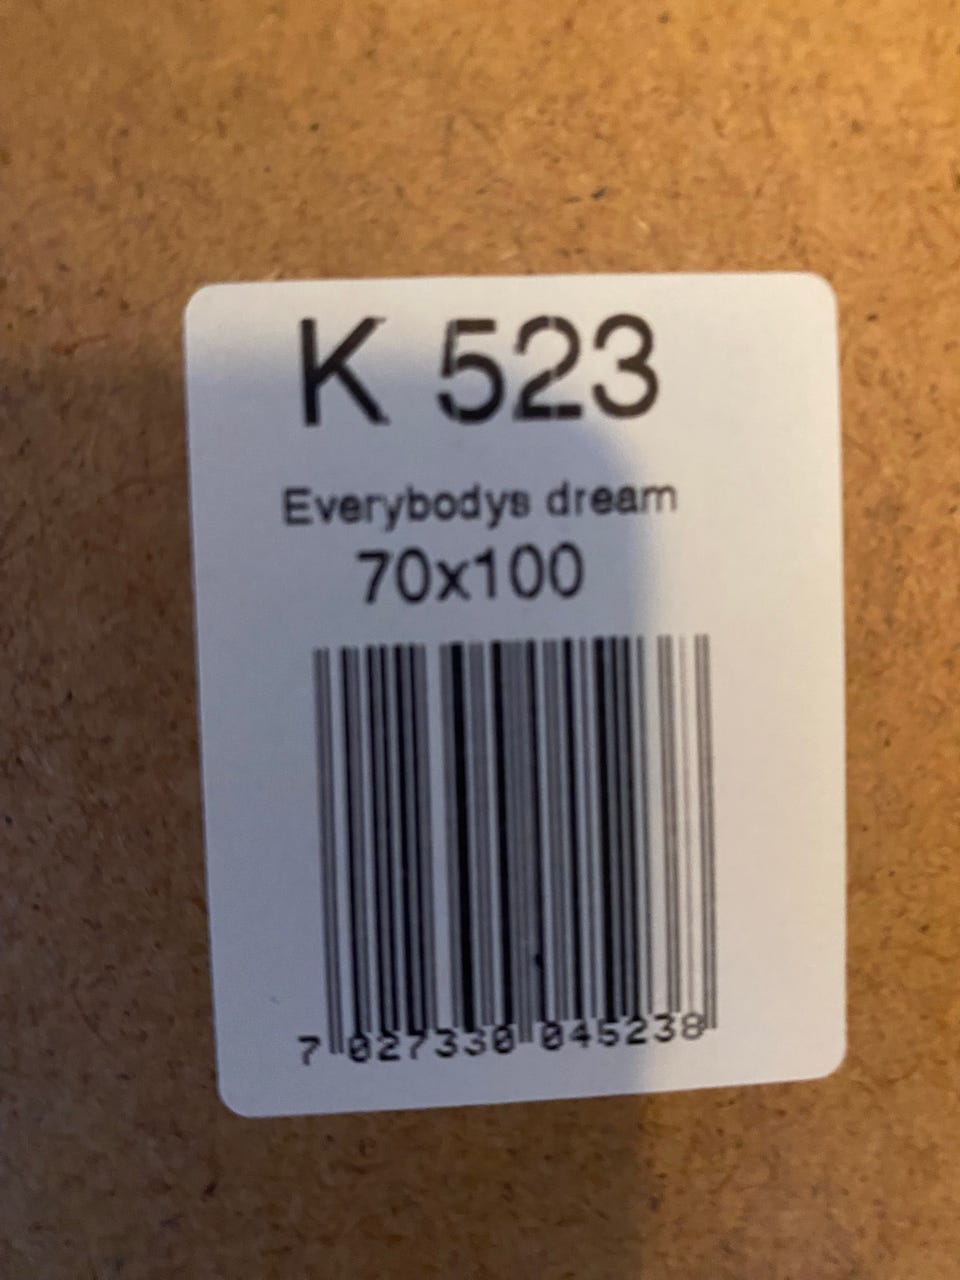 K 523
Everybodys dream
70x100
7 027330 045238